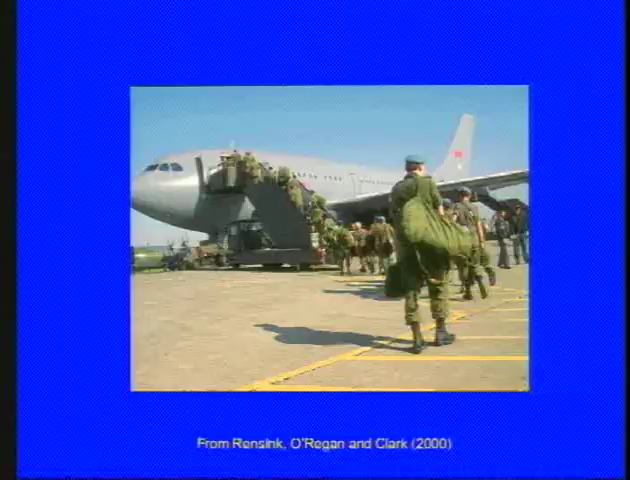 From Rensink, O'Regan and Clark (2000)